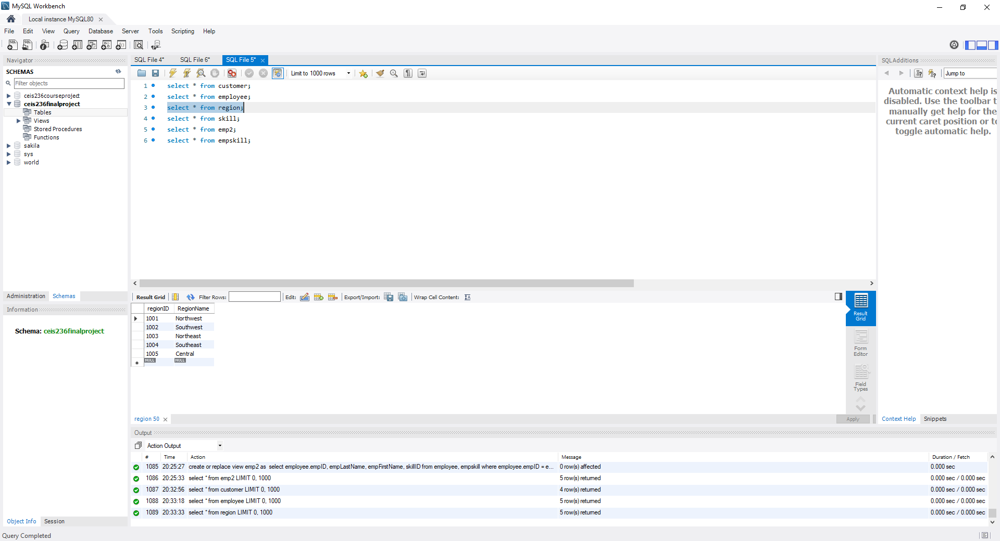 MySQL Workbench
Local instance MySQL80
File Edit View Query Database Server Tools Scripting Help
Navigator
SCHEMAS
Filter objects
ceis236courseproject
ceis236finalproject
Tables
Views
Stored Procedures
Functions
sakila
sys
world
Administration Schemas
Information
Schema: ceis236finalproject
Object Info Session
SQL File 4* SQL File 6* SQL File 5*
Limit to 1000 rows
1 select * from customer;
2 select * from employee;
3 select * from region;
4 select * from skill;
5 select * from emp2;
6 select * from empskill;
Result Grid Filter Rows: Edit: Export/Import: Wrap Cell Content:
regionID RegionName
1001 Northwest
1002 Southwest
1003 Northeast
1004 Southeast
1005 Central
NULL NULL
Result
Grid
Form
Editor
Field
Types
region 50
Apply
SQLAdditions
Jump to
Automatic context help is
disabled. Use the toolbar t
manually get help for the
current caret position or to
toggle automatic help.
Context Help Snippets
Output
Action Output
# Time Action Message Duration / Fetch
1085 20:25:27 create or replace view emp2 as select employee.empID, empLastName, empFirstName, skillID from employee, empskill where employee.empID = e... 0 row(s) affected 0.000 sec
1086 20:25:33 select * from emp2 LIMIT 0, 1000 5 row(s) returned 0.000 sec / 0.000 sec
1087 20:32:56 select * from customer LIMIT 0, 1000 4 row(s) returned 0.000 sec / 0.000 sec
1088 20:33:18 select * from employee LIMIT 0, 1000 5 row(s) returned 0.000 sec / 0.000 sec
1089 20:33:33 select * from region LIMIT 0, 1000 5 row(s) returned 0.000 sec / 0.000 sec
Query Completed